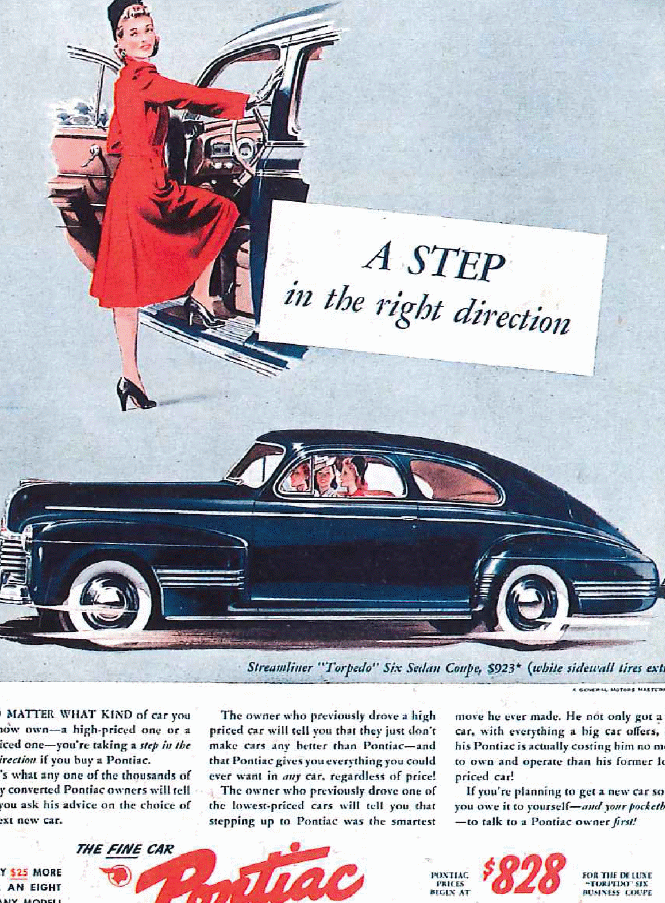 A STEP
in the right direction
Streamliner "Torpedo" Six Sedan Coupe, $923* (white sidewall tires ext
A GENERAL MOTORS MASTERP
MATTER WHAT KIND of car you
now own—a high-priced one or a
iced one—you're taking a step in the
irection if you buy a Pontiac.
's what any one of the thousands of
y converted Pontiac owners will tell
you ask his advice on the choice of
ext new car.
The owner who previously drove a high
priced car will tell you that they just don't
make cars any better than Pontiac—and
that Pontiac gives you everything you could
ever want in any car, regardless of price!
The owner who previously drove one of
the lowest-priced cars will tell you that
stepping up to Pontiac was the smartest
move he ever made. He not only got a
car, with everything a big car offers,
his Pontiac is actually costing him no mo
to own and operate than his former lo
priced car!
If you're planning to get a new car so
you owe it to yourself—and your pocketb
—to talk to a Pontiac owner first!
THE FINE CAR
Pontiac
Y $25 MORE
AN EIGHT
ANY MODEL!
PONTIAC
PRICES
BEGIN AT
$828
FOR THE DE LUXE
"TORPEDO" SIX
BUSINESS COUPE